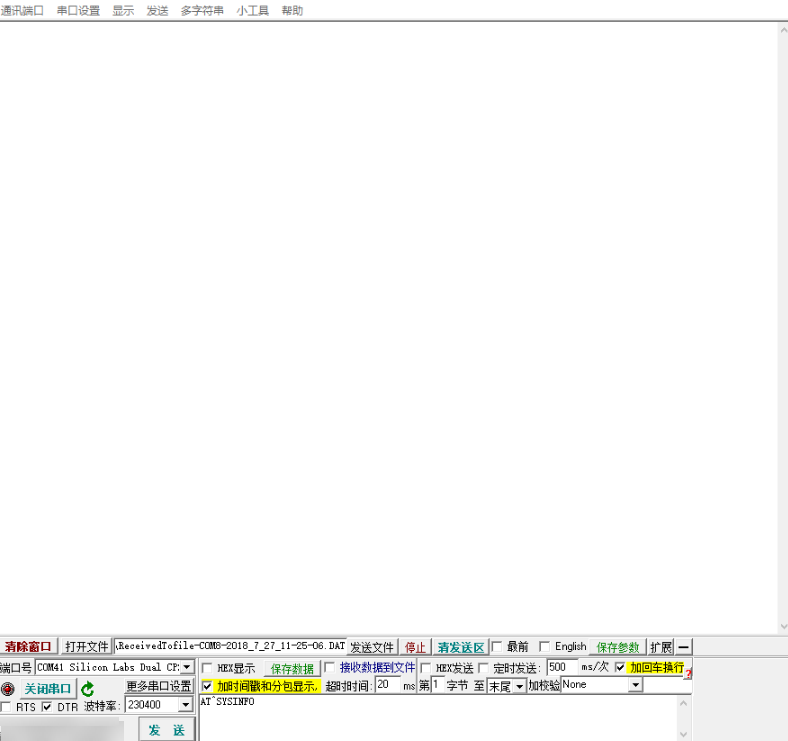 通讯端口 串口设置 显示 发送 多字符串 小工具 帮助
清除窗口 打开文件 \ReceivedTofile-COM8-2018_7_27_11-25-06.DAT 发送文件 停止 清发送区 最前 English 保存参数 扩展 —
端口号 COM41 Silicon Labs Dual CP: HEX显示 保存数据 接收数据到文件 HEX发送 定时发送: 500 ms/次 加回车换行
关闭串口 更多串口设置 加时间戳和分包显示, 超时时间: 20 ms 第 1 字节 至 末尾 加校验 None
RTS DTR 波特率: 230400 AT^SYSINFO
发 送